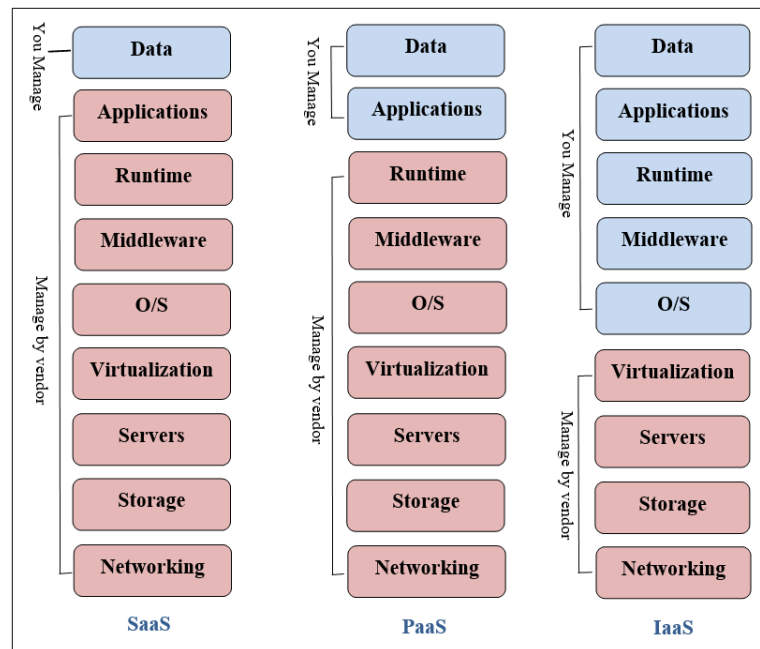 You Manage
Data
Applications
Runtime
Middleware
O/S
Virtualization
Servers
Storage
Networking
Manage by vendor
SaaS
You Manage
Data
Applications
Runtime
Middleware
O/S
Virtualization
Servers
Storage
Networking
Manage by vendor
PaaS
You Manage
Data
Applications
Runtime
Middleware
O/S
Virtualization
Servers
Storage
Networking
Manage by vendor
IaaS